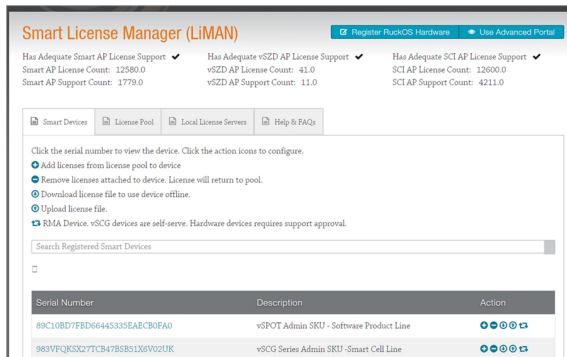 Smart License Manager (LiMAN)
Register RuckOS Hardware
Use Advanced Portal
Has Adequate Smart AP License Support
Smart AP License Count: 12580.0
Smart AP Support Count: 1779.0
Has Adequate vSZD AP License Support
vSZD AP License Count: 41.0
vSZD AP Support Count: 11.0
Has Adequate SCI AP License Support
SCI AP License Count: 12600.0
SCI AP Support Count: 4211.0
Smart Devices
License Pool
Local License Servers
Help & FAQs
Click the serial number to view the device. Click the action icons to configure.
Add licenses from license pool to device
Remove licenses attached to device. License will return to pool.
Download license file to use device offline.
Upload license file.
RMA Device. vSCG devices are self-serve. Hardware devices requires support approval.
Search Registered Smart Devices
Serial Number Description Action
89C10BD7FBD66445335EAECB0FA0 vSPOT Admin SKU - Software Product Line
983VFQKSX27TCB47BSB51X6V02UK vSCG Series Admin SKU -Smart Cell Line